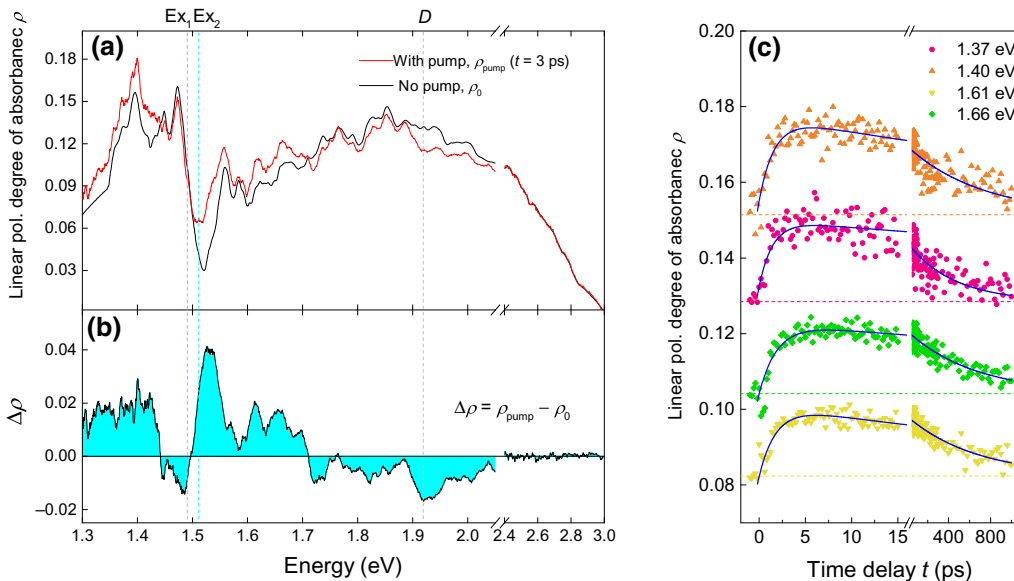 Ex₁ Ex₂ D
(a)
With pump, ρpump (t = 3 ps)
No pump, ρ₀
Linear pol. degree of absorbanec ρ
0.18
0.15
0.12
0.09
0.06
0.03
(b)
Δρ = ρpump − ρ₀
Δρ
0.04
0.02
0.00
−0.02
1.3 1.4 1.5 1.6 1.7 1.8 1.9 2.0 2.4 3.0
Energy (eV)
(c)
1.37 eV
1.40 eV
1.61 eV
1.66 eV
Linear pol. degree of absorbanec ρ
0.20
0.18
0.16
0.14
0.12
0.10
0.08
0 5 10 15 400 800
Time delay t (ps)